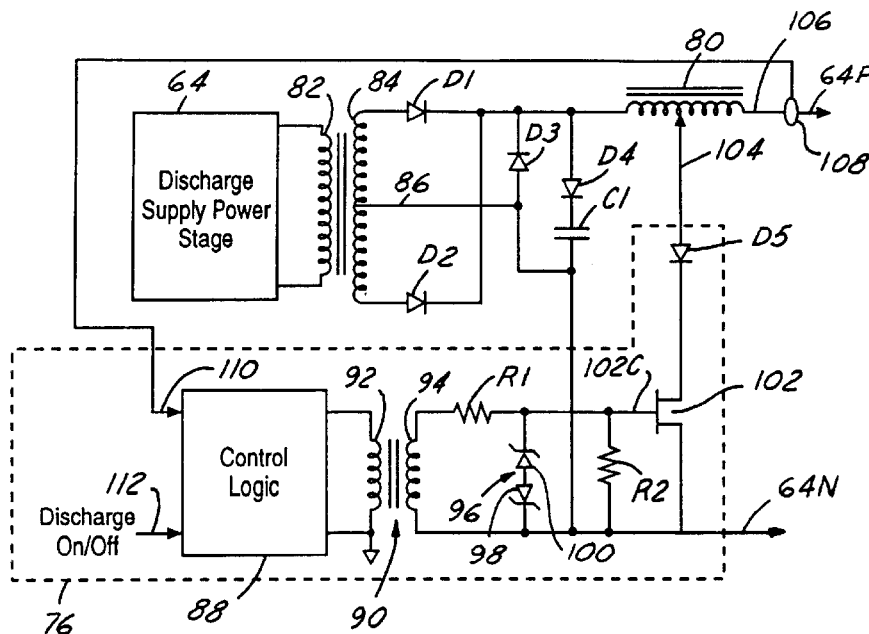 80
106
64P
64
82
84
D1
D3
86
D4
C1
104
108
Discharge
Supply Power
Stage
D2
D5
110
92
94
R1
102C
102
Control
Logic
96
R2
98
100
64N
112
Discharge
On/Off
76
88
90